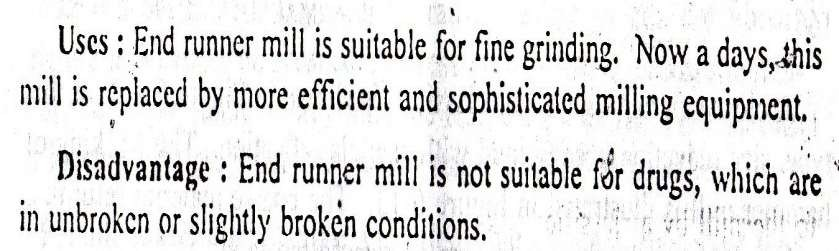 Uses : End runner mill is suitable for fine grinding. Now a days, this
mill is replaced by more efficient and sophisticated milling equipment.
Disadvantage : End runner mill is not suitable for drugs, which are
in unbroken or slightly broken conditions.